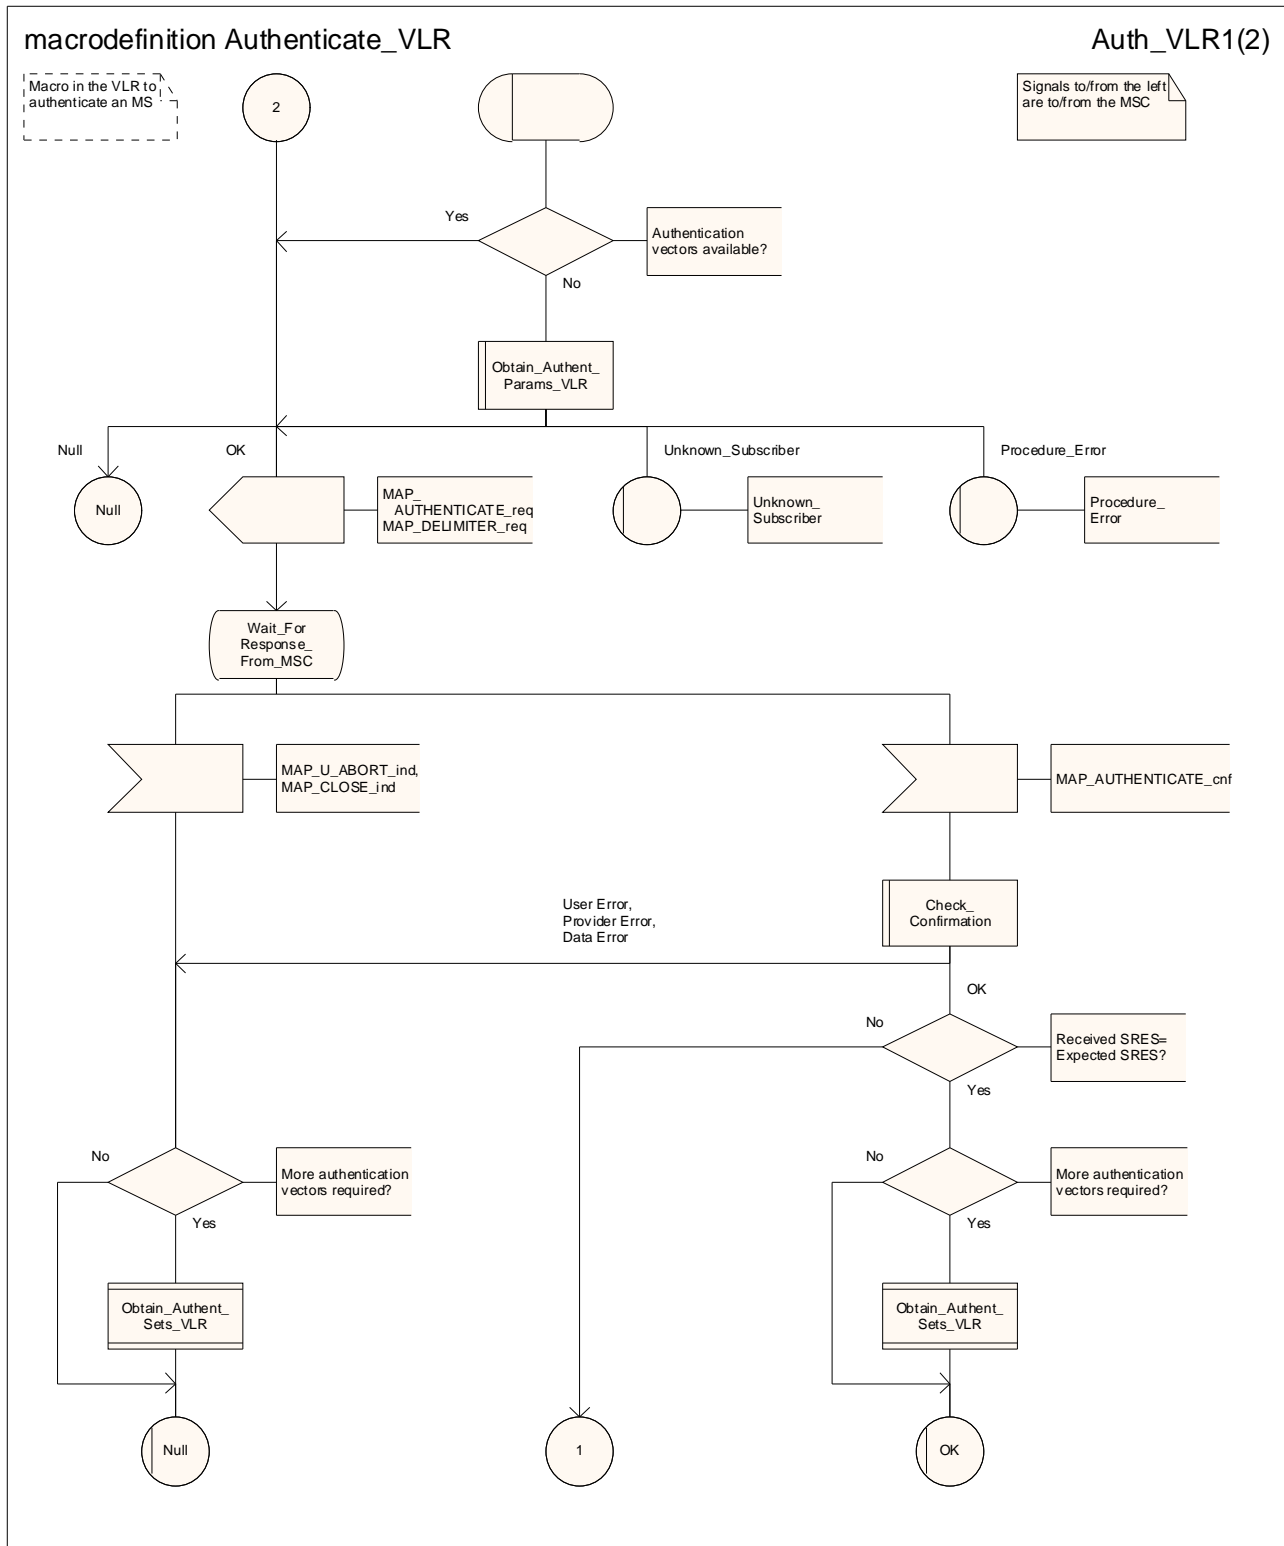 macrodefinition Authenticate_VLR
Auth_VLR1(2)
Macro in the VLR to
authenticate an MS
2
Signals to/from the left
are to/from the MSC
Yes
Authentication
vectors available?
No
Obtain_Authent_
Params_VLR
Null
OK
Unknown_Subscriber
Procedure_Error
Null
MAP_
AUTHENTICATE_req
MAP_DELIMITER_req
Unknown_
Subscriber
Procedure_
Error
Wait_For
Response_
From_MSC
MAP_U_ABORT_ind,
MAP_CLOSE_ind
MAP_AUTHENTICATE_cnf
User Error,
Provider Error,
Data Error
Check_
Confirmation
OK
No
Received SRES=
Expected SRES?
Yes
No
More authentication
vectors required?
Yes
No
More authentication
vectors required?
Yes
Obtain_Authent_
Sets_VLR
Obtain_Authent_
Sets_VLR
Null
1
OK